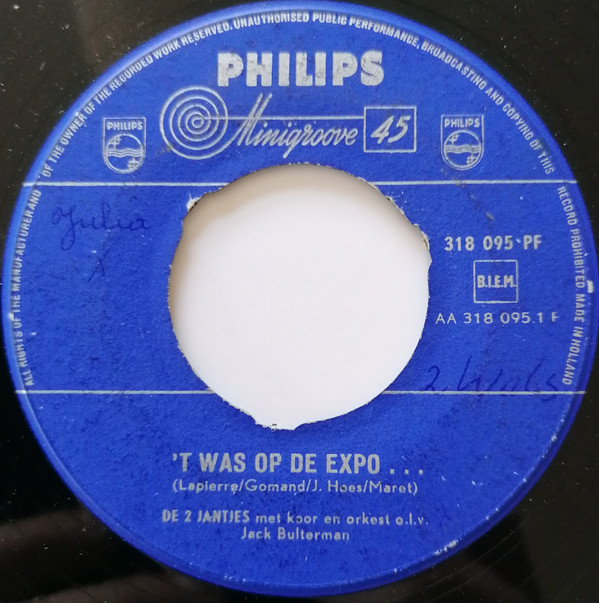 ALL RIGHTS OF THE MANUFACTURER AND OF THE OWNER OF THE RECORDED WORK RESERVED. UNAUTHORISED PUBLIC PERFORMANCE, BROADCASTING AND COPYING OF THIS RECORD PROHIBITED. MADE IN HOLLAND
PHILIPS
Minigroove 45
PHILIPS
PHILIPS
Julia
X
318 095 PF
B.I.E.M.
AA 318 095.1 F
2.
'T WAS OP DE EXPO . . .
(Lapierre/Gomand/J. Hoes/Maret)
DE 2 JANTJES met koor en orkest o.l.v.
Jack Bulterman